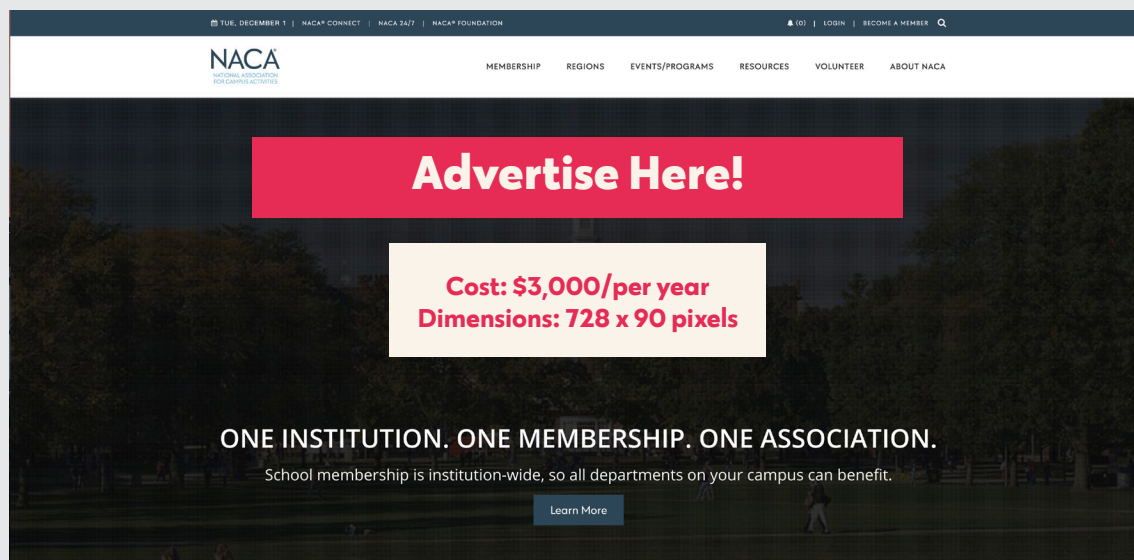 TUE, DECEMBER 1 | NACA® CONNECT | NACA 24/7 | NACA® FOUNDATION
(0) | LOGIN | BECOME A MEMBER
NACA®
NATIONAL ASSOCIATION
FOR CAMPUS ACTIVITIES
MEMBERSHIP REGIONS EVENTS/PROGRAMS RESOURCES VOLUNTEER ABOUT NACA
Advertise Here!
Cost: $3,000/per year
Dimensions: 728 x 90 pixels
ONE INSTITUTION. ONE MEMBERSHIP. ONE ASSOCIATION.
School membership is institution-wide, so all departments on your campus can benefit.
Learn More